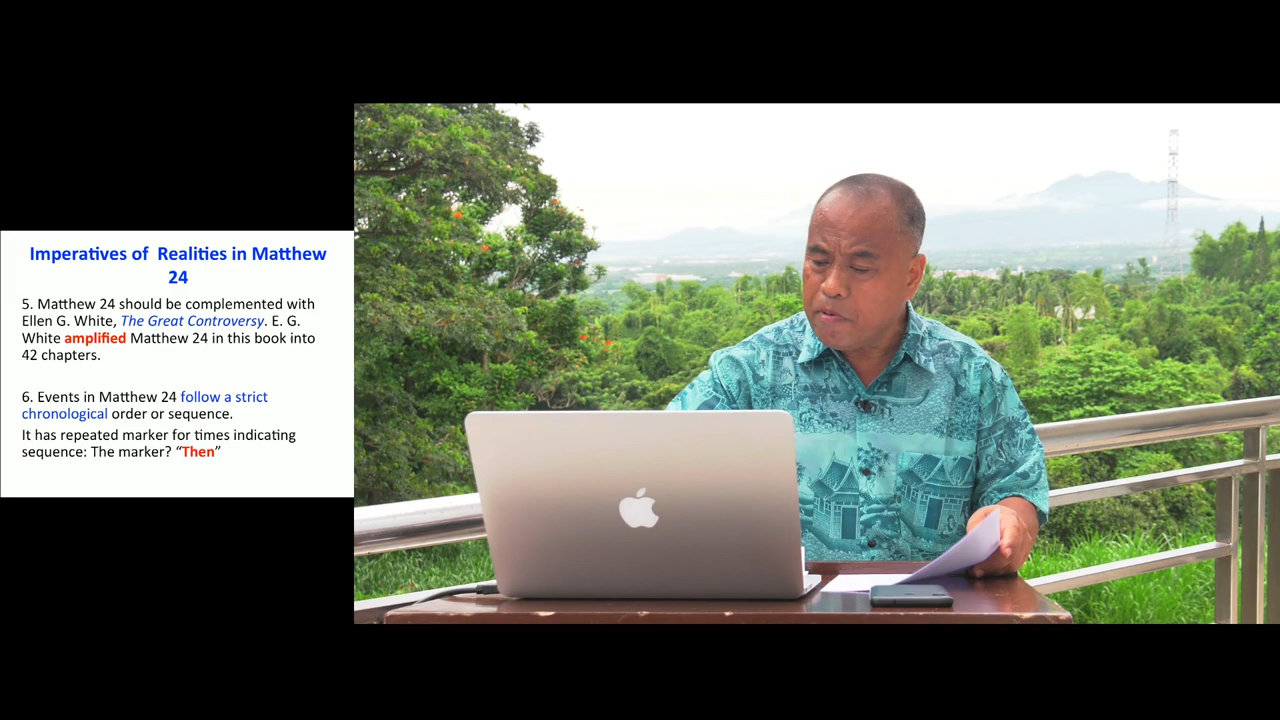 Imperatives of  Realities in Matthew
24
5. Matthew 24 should be complemented with
Ellen G. White, The Great Controversy. E. G.
White amplified Matthew 24 in this book into
42 chapters.
6. Events in Matthew 24 follow a strict
chronological order or sequence.
It has repeated marker for times indicating
sequence: The marker? “Then”